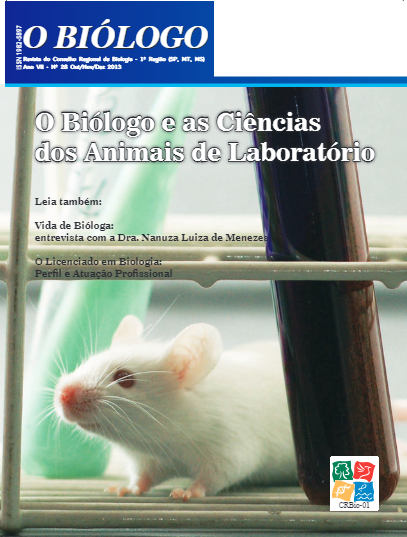 ISSN 1982-5897
O BIÓLOGO
Revista do Conselho Regional de Biologia - 1ª Região (SP, MT, MS)
Ano VII - Nº 28 Out/Nov/Dez 2013
O Biólogo e as Ciências
dos Animais de Laboratório
Leia também:
Vida de Bióloga:
entrevista com a Dra. Nanuza Luiza de Menezes
O Licenciado em Biologia:
Perfil e Atuação Profissional
CRBio-01